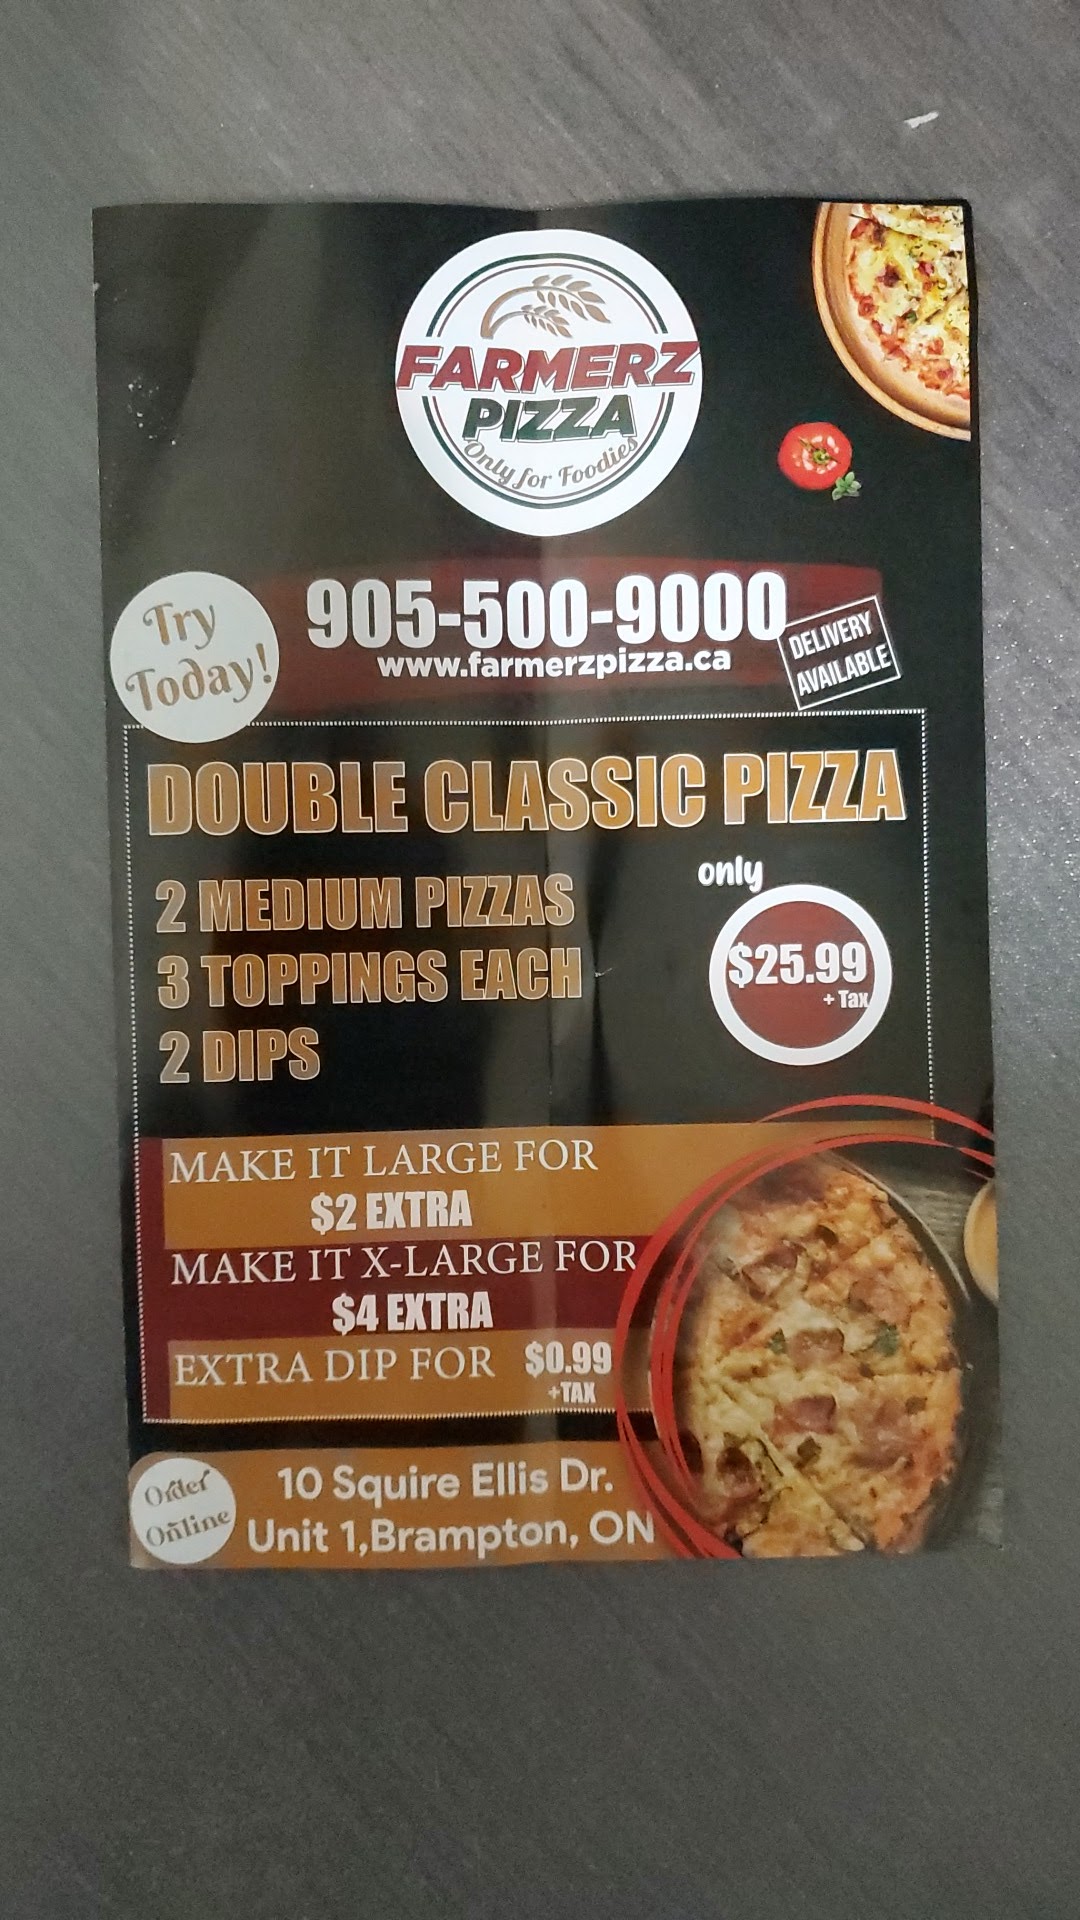 FARMERZ
PIZZA
Only for Foodies
Try
Today!
905-500-9000
www.farmerzpizza.ca
DELIVERY
AVAILABLE
DOUBLE CLASSIC PIZZA
2 MEDIUM PIZZAS
3 TOPPINGS EACH
2 DIPS
only
$25.99
+ Tax
MAKE IT LARGE FOR
$2 EXTRA
MAKE IT X-LARGE FOR
$4 EXTRA
EXTRA DIP FOR $0.99
+TAX
Order
Online
10 Squire Ellis Dr.
Unit 1,Brampton, ON